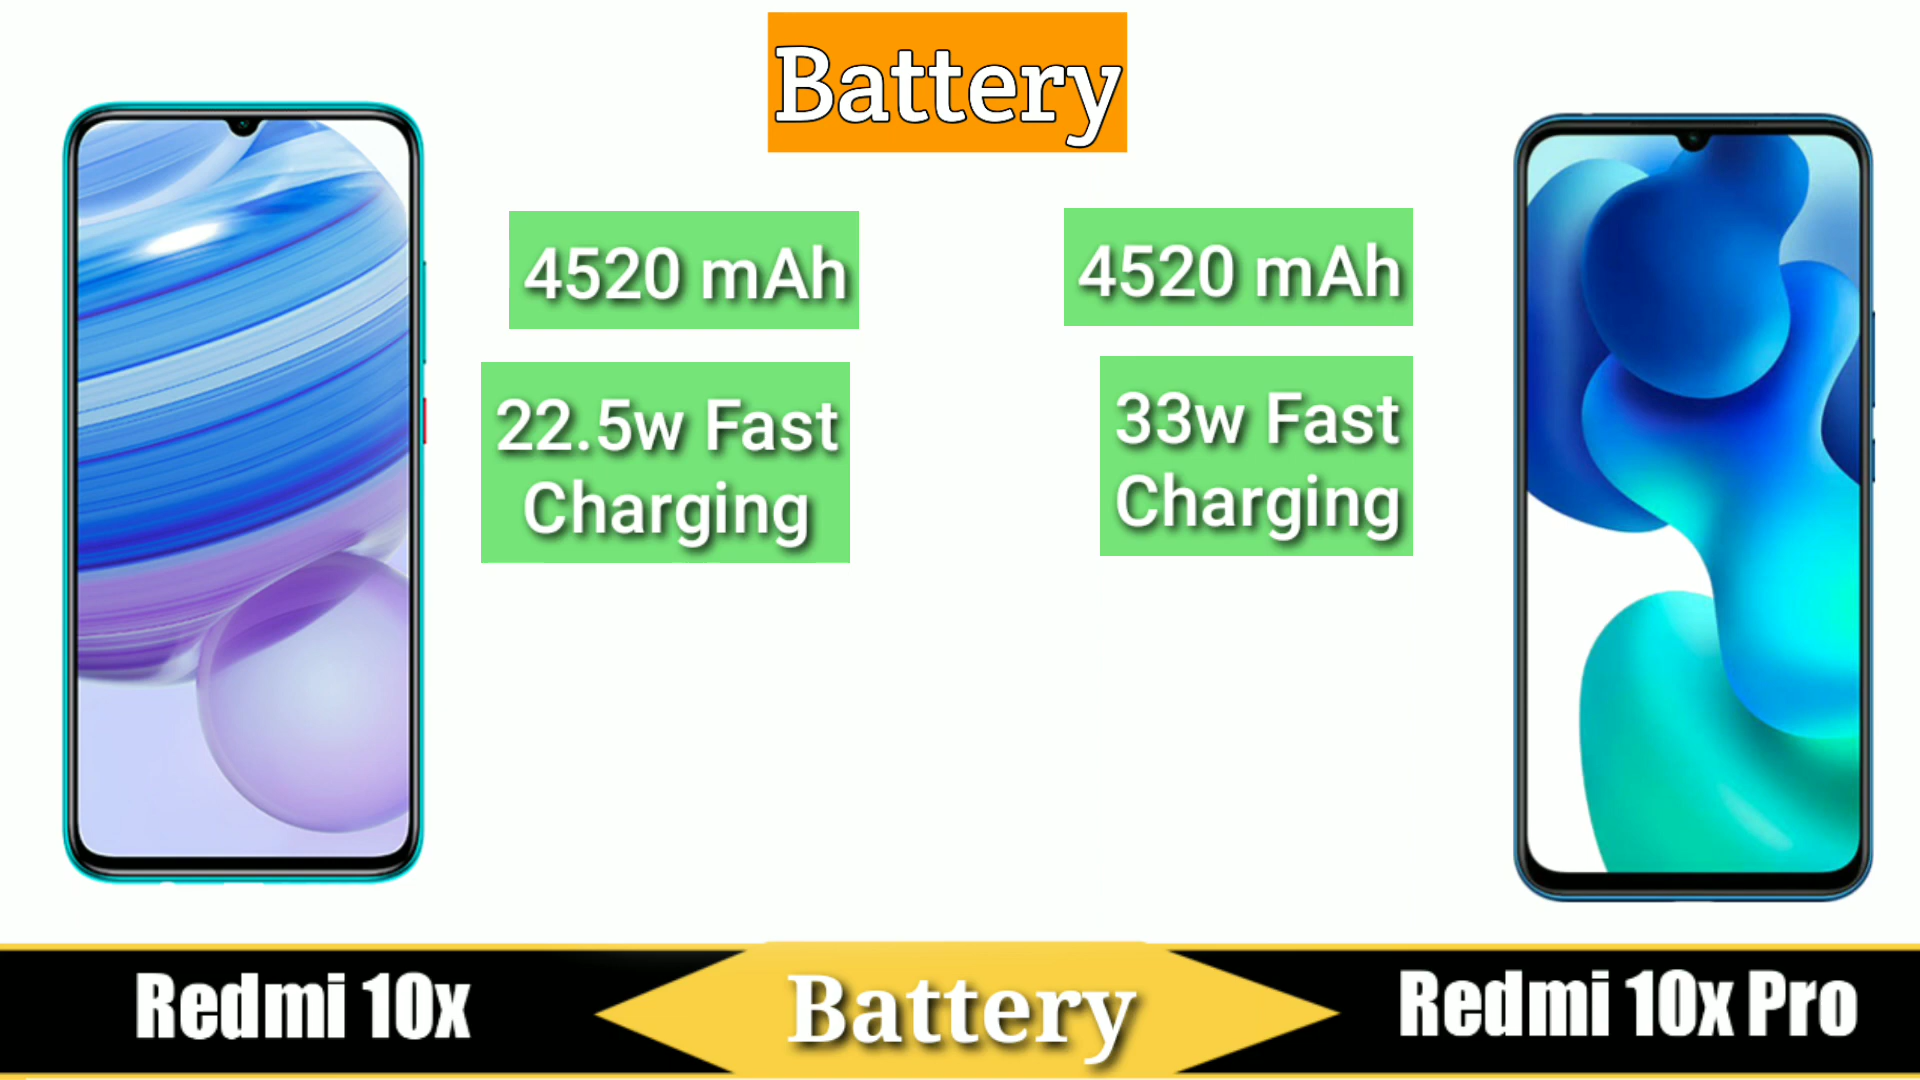 Battery
4520 mAh
22.5w Fast
Charging
4520 mAh
33w Fast
Charging
Redmi 10x
Battery
Redmi 10x Pro